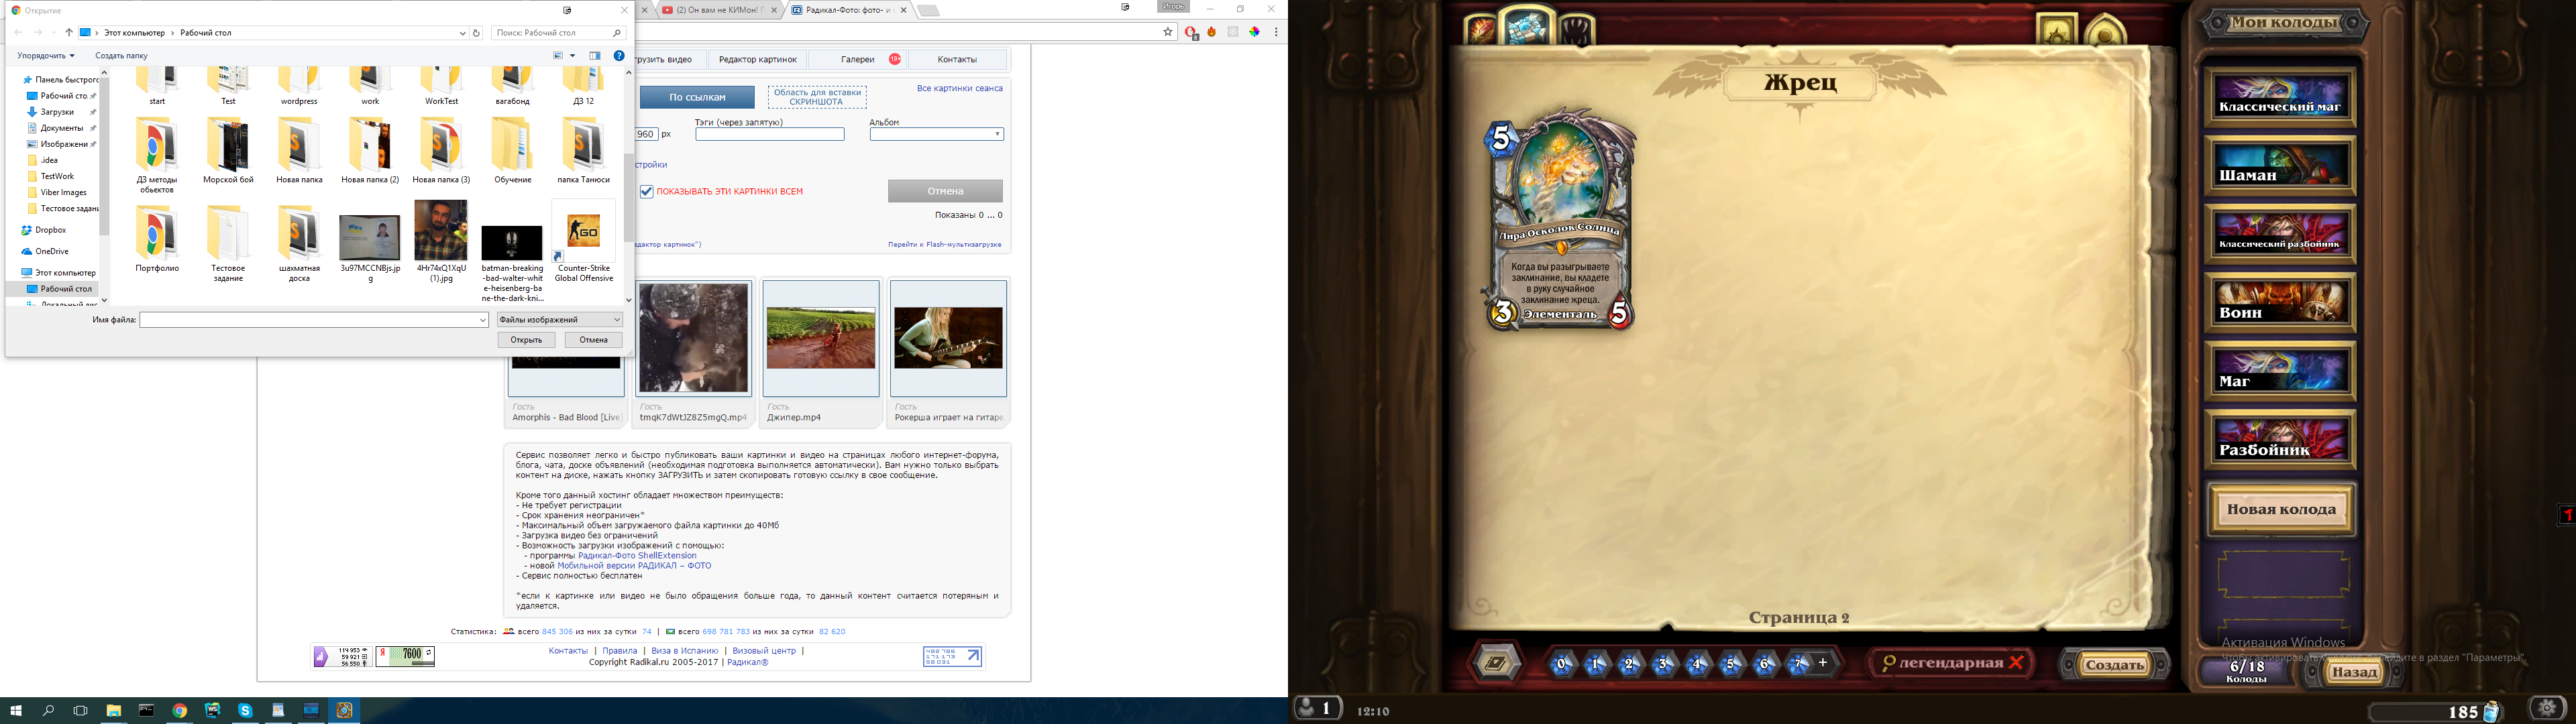 Открытие
Этот компьютер
Рабочий стол
Поиск: Рабочий стол
Упорядочить
Создать папку
Панель быстрого
Рабочий сто.
Загрузки
Документы
Изображени
.idea
TestWork
Viber Images
Тестовое задани
Dropbox
OneDrive
Этот компьютер
Рабочий стол
start
Test
wordpress
work
WorkTest
вагабонд
ДЗ 12
ДЗ методы
обьектов
Морской бой
Новая папка
Новая папка (2)
Новая папка (3)
Обучение
папка Танюси
Портфолио
Тестовое
задание
шахматная
доска
3u97MCCNBjs.jp
g
4Hr74xQ1XqU
(1).jpg
batman-breaking
-bad-walter-whit
e-heisenberg-ba
ne-the-dark-kni...
GO
Counter-Strike
Global Offensive
Имя файла:
Файлы изображений
Открыть
Отмена
(2) Он вам не КИМон!
Радикал-Фото: фото- и
Игорь
грузить видео
Редактор картинок
Галереи
18+
Контакты
По ссылкам
Область для вставки
СКРИНШОТА
Все картинки сеанса
960 px
Тэги (через запятую)
Альбом
стройки
ПОКАЗЫВАТЬ ЭТИ КАРТИНКИ ВСЕМ
Отмена
Показаны 0 ... 0
дактор картинок")
Перейти к Flash-мультизагрузке
Гость
Amorphis - Bad Blood [Live]
Гость
tmqK7dWtJZ8Z5mgQ.mp4
Гость
Джипер.mp4
Гость
Рокерша играет на гитаре.
Сервис позволяет легко и быстро публиковать ваши картинки и видео на страницах любого интернет-форума,
блога, чата, доске объявлений (необходимая подготовка выполняется автоматически). Вам нужно только выбрать
контент на диске, нажать кнопку ЗАГРУЗИТЬ и затем скопировать готовую ссылку в свое сообщение.
Кроме того данный хостинг обладает множеством преимуществ:
- Не требует регистрации
- Срок хранения неограничен*
- Максимальный объем загружаемого файла картинки до 40Мб
- Загрузка видео без ограничений
- Возможность загрузки изображений с помощью:
- программы Радикал-Фото ShellExtension
- новой Мобильной версии РАДИКАЛ – ФОТО
- Сервис полностью бесплатен
*если к картинке или видео не было обращения больше года, то данный контент считается потеряным и
удаляется.
Статистика: всего 845 306 из них за сутки 74 | всего 698 781 783 из них за сутки 82 620
Контакты | Правила | Виза в Испанию | Визовый центр |
Copyright Radikal.ru 2005-2017 | Радикал®
114 953
59 921
56 550
Я 7600
Жрец
5
Лира Осколок Солнца
Когда вы разыгрываете
заклинание, вы кладете
в руку случайное
заклинание жреца.
3
Элементаль
5
Страница 2
0 1 2 3 4 5 6 7 +
легендарная
Создать
Мои колоды
Классический маг
Шаман
Классический разбойник
Воин
Маг
Разбойник
Новая колода
Активация Windows
6/18
Колоды
Назад
1
12:10
185
1